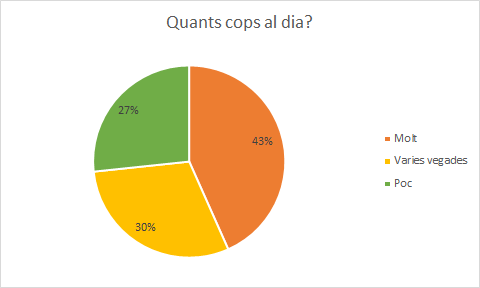 Quants cops al dia?
27%
43%
30%
Molt
Varies vegades
Poc